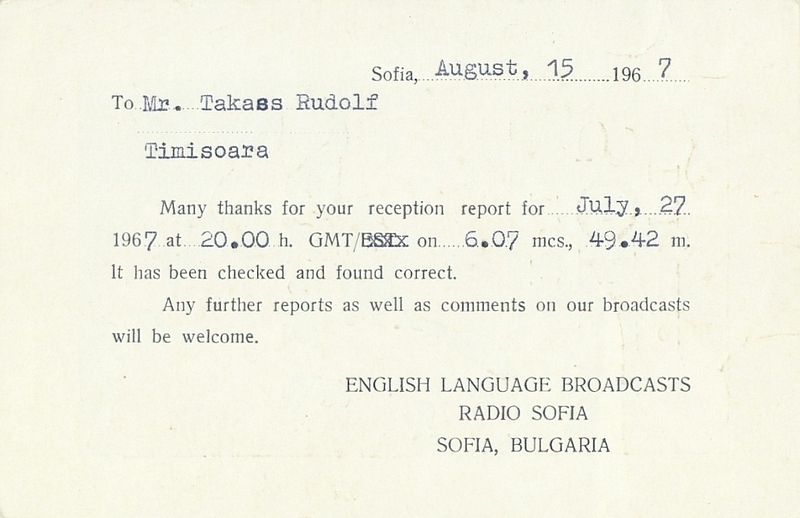 Sofia, August, 15 1967
To Mr. Takass Rudolf
Timisoara
Many thanks for your reception report for July, 27
1967 at 20.00 h. GMT/EST on 6.07 mcs., 49.42 m.
It has been checked and found correct.
Any further reports as well as comments on our broadcasts
will be welcome.
ENGLISH LANGUAGE BROADCASTS
RADIO SOFIA
SOFIA, BULGARIA